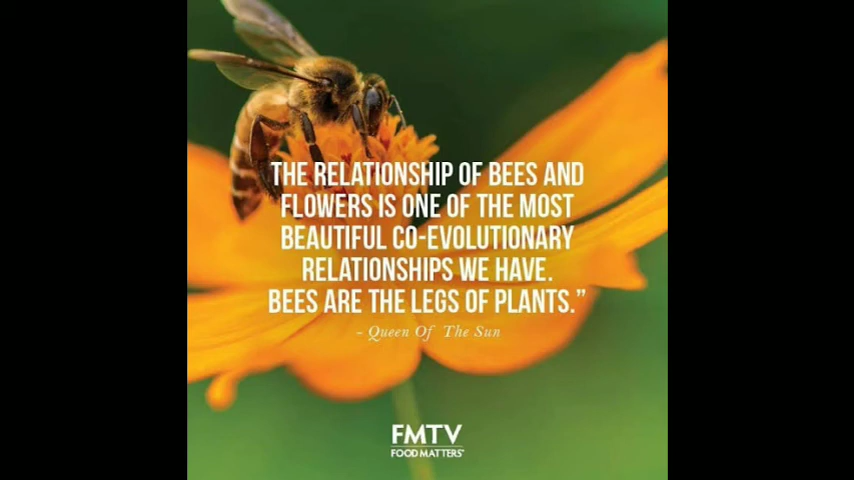 THE RELATIONSHIP OF BEES AND
FLOWERS IS ONE OF THE MOST
BEAUTIFUL CO-EVOLUTIONARY
RELATIONSHIPS WE HAVE.
BEES ARE THE LEGS OF PLANTS.”
– Queen Of The Sun
FMTV
FOOD MATTERS